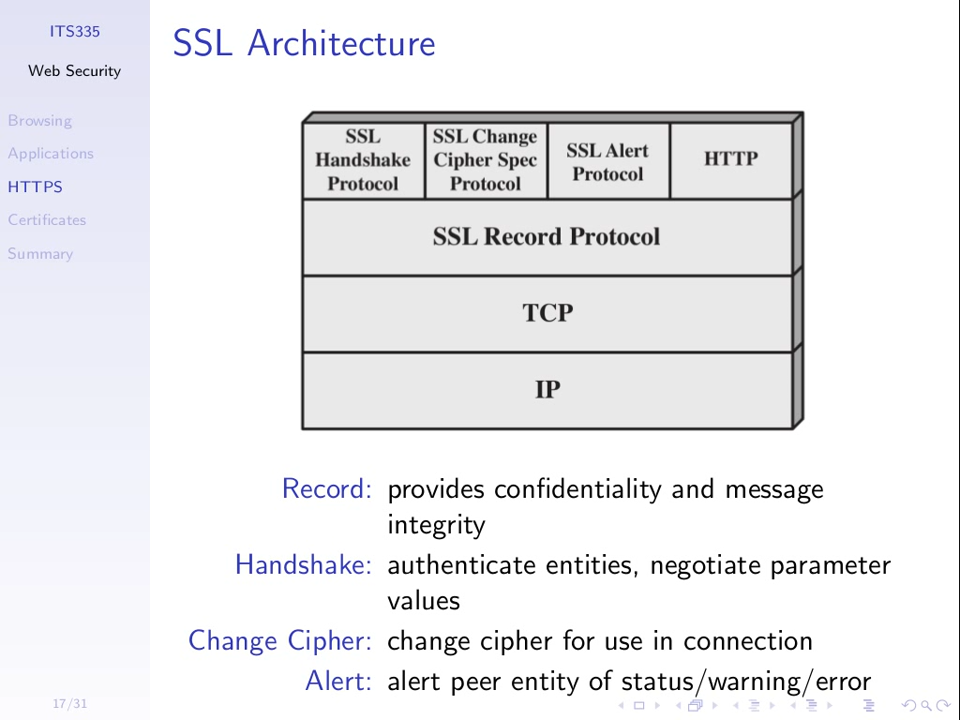 ITS335
Web Security
Browsing
Applications
HTTPS
Certificates
Summary
17/31
SSL Architecture
SSL Handshake Protocol
SSL Change Cipher Spec Protocol
SSL Alert Protocol
HTTP
SSL Record Protocol
TCP
IP
Record: provides confidentiality and message
integrity
Handshake: authenticate entities, negotiate parameter
values
Change Cipher: change cipher for use in connection
Alert: alert peer entity of status/warning/error